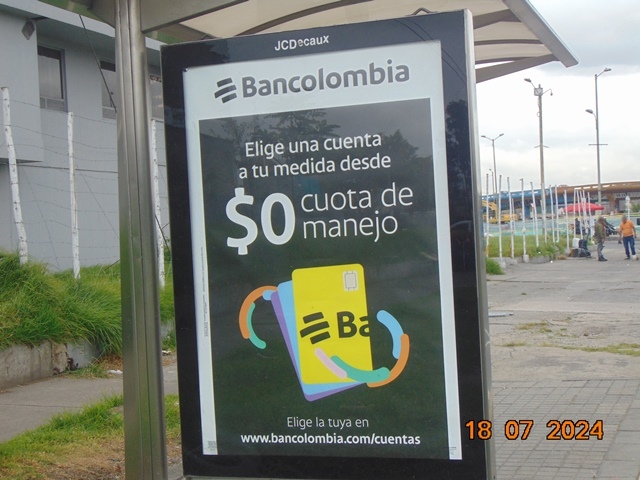 JCDecaux
Bancolombia
Elige una cuenta
a tu medida desde
$0 cuota de
manejo
Ba
Elige la tuya en
www.bancolombia.com/cuentas
18 07 2024